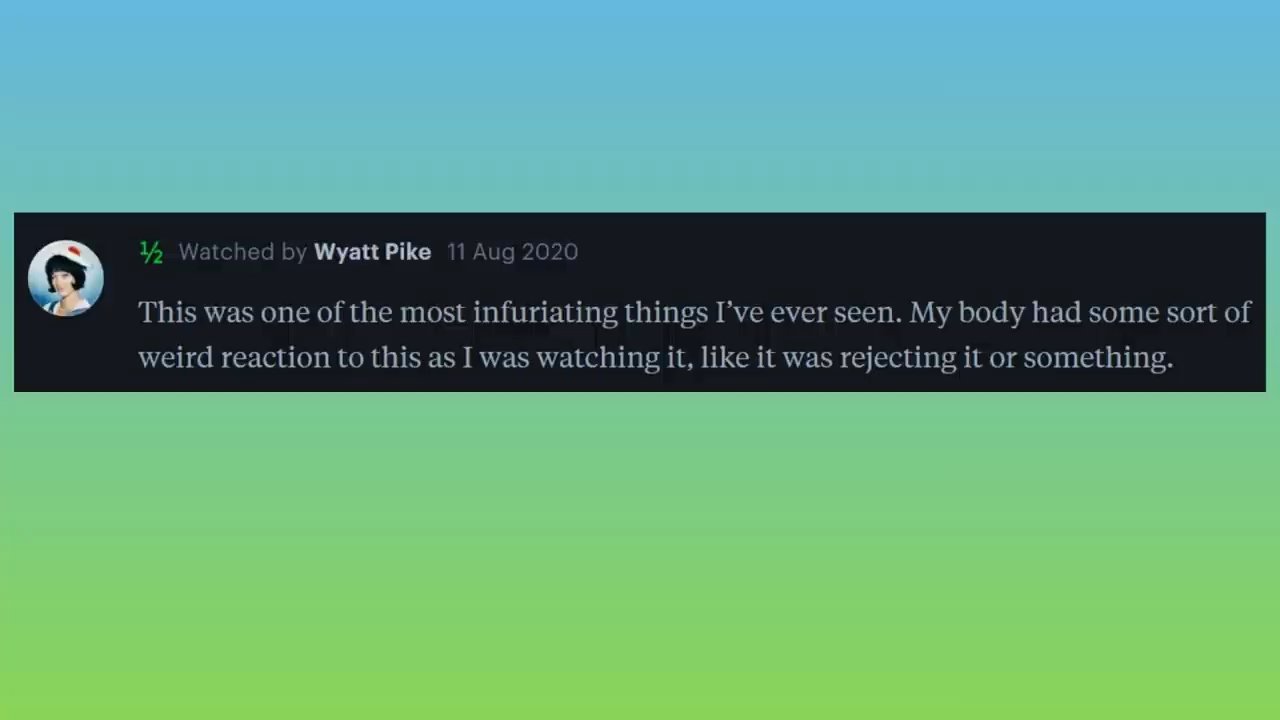 ½ Watched by Wyatt Pike 11 Aug 2020
This was one of the most infuriating things I’ve ever seen. My body had some sort of
weird reaction to this as I was watching it, like it was rejecting it or something.